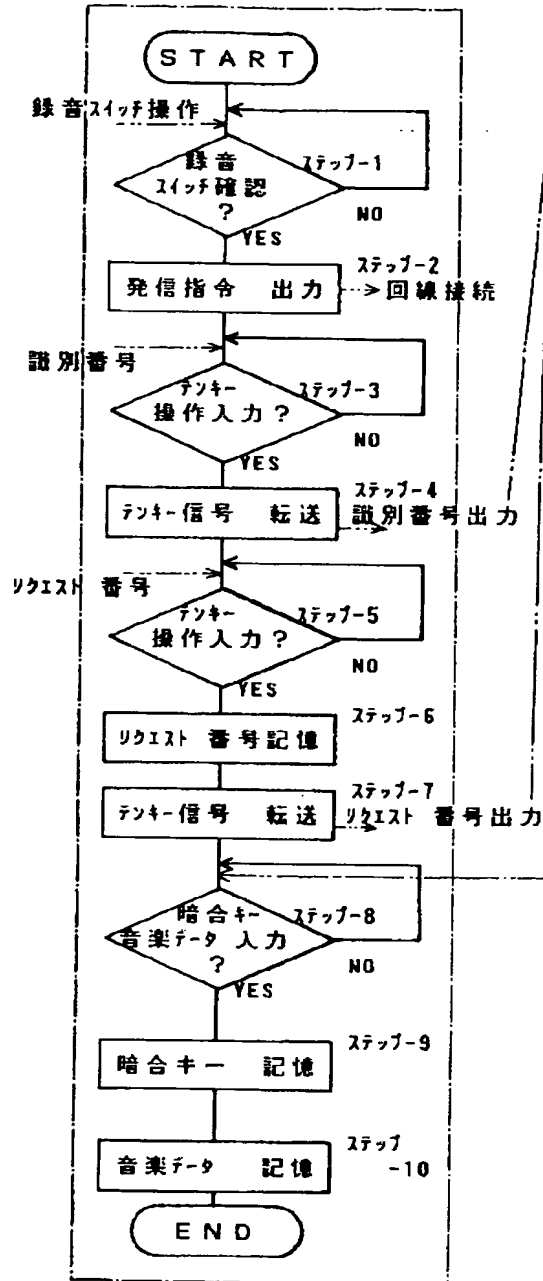 START
録音スイッチ操作
録音 ステップ-1
スイッチ確認
?
NO
YES
ステップ-2
発信指令 出力 回線接続
識別番号
テンキー ステップ-3
操作入力?
NO
YES
ステップ-4
テンキー信号 転送 識別番号出力
リクエスト 番号
テンキー ステップ-5
操作入力?
NO
YES
ステップ-6
リクエスト 番号記憶
ステップ-7
テンキー信号 転送 リクエスト 番号出力
暗合キー ステップ-8
音楽データ 入力
?
NO
YES
ステップ-9
暗合キー 記憶
ステップ
音楽データ 記憶 -10
END